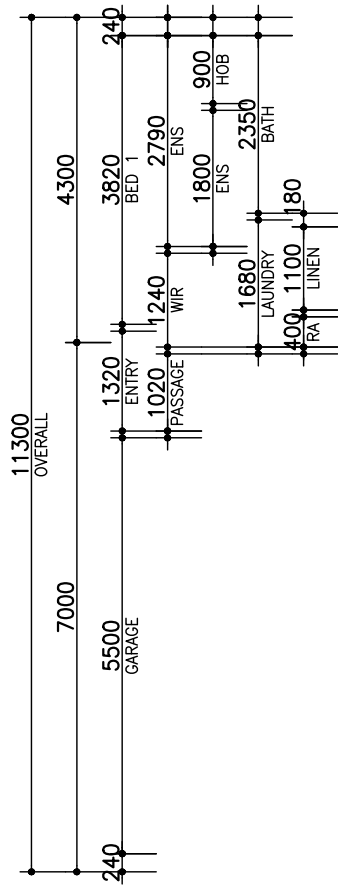 11300
OVERALL
4300
7000
240
3820
BED 1
1320
ENTRY
5500
GARAGE
240
2790
ENS
1240
WIR
1020
PASSAGE
900
HOB
1800
ENS
2350
BATH
1680
LAUNDRY
180
1100
LINEN
400
RA